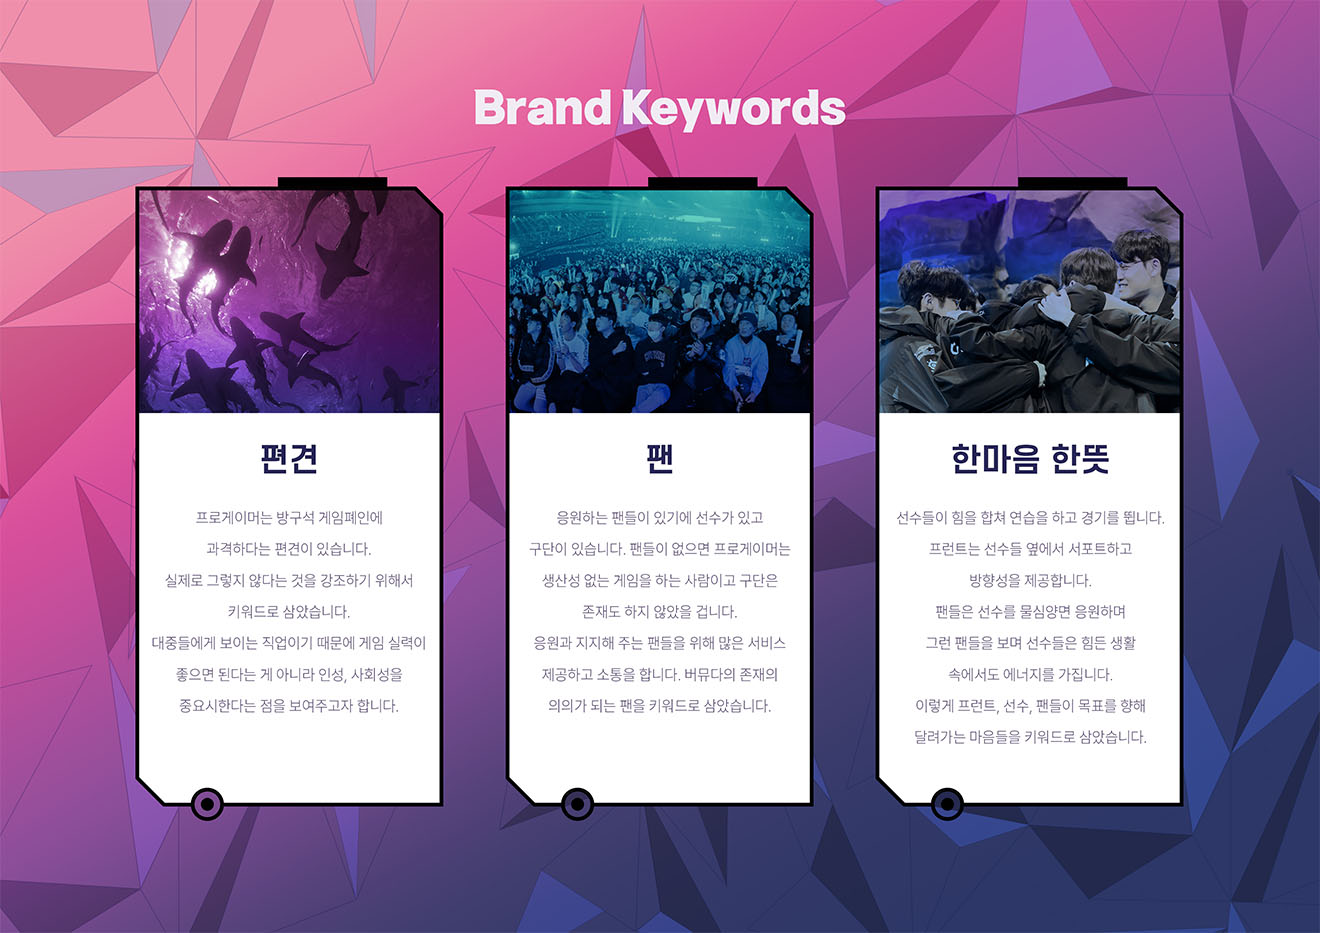 Brand Keywords
편견
프로게이머는 방구석 게임폐인에
과격하다는 편견이 있습니다.
실제로 그렇지 않다는 것을 강조하기 위해서
키워드로 삼았습니다.
대중들에게 보이는 직업이기 때문에 게임 실력이
좋으면 된다는 게 아니라 인성, 사회성을
중요시한다는 점을 보여주고자 합니다.
팬
응원하는 팬들이 있기에 선수가 있고
구단이 있습니다. 팬들이 없으면 프로게이머는
생산성 없는 게임을 하는 사람이고 구단은
존재도 하지 않았을 겁니다.
응원과 지지해 주는 팬들을 위해 많은 서비스
제공하고 소통을 합니다. 버뮤다의 존재의
의의가 되는 팬을 키워드로 삼았습니다.
한마음 한뜻
선수들이 힘을 합쳐 연습을 하고 경기를 뜁니다.
프런트는 선수들 옆에서 서포트하고
방향성을 제공합니다.
팬들은 선수를 물심양면 응원하며
그런 팬들을 보며 선수들은 힘든 생활
속에서도 에너지를 가집니다.
이렇게 프런트, 선수, 팬들이 목표를 향해
달려가는 마음들을 키워드로 삼았습니다.